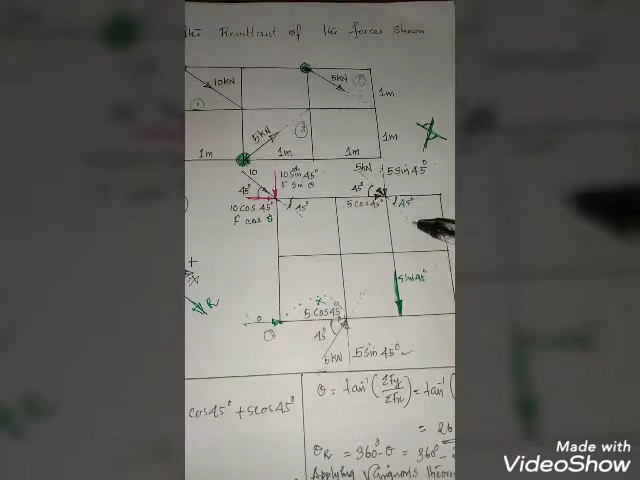 the Resultant of the forces shown
10kN
5kN
1m
5kN
1m
1m 1m 1m
10 10 Sin 45° 5kN 5 Sin 45°
45° F Sin θ 45°
10 cos 45° 45° 5 cos 45° 45°
F cos θ
5 Sin 45°
+
R
5 Cos 45°
45°
5kN 5 Sin 45°
cos 45° + 5 cos 45°
θ = tan⁻¹ (ΣFy/ΣFx) = tan⁻¹ (
= 26
θR = 360° - θ = 360° - 2
Applying Varignon's theorem
Made with
VideoShow